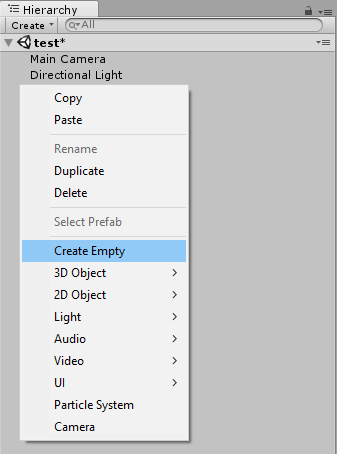 Hierarchy
Create All
test*
Main Camera
Directional Light
Copy
Paste
Rename
Duplicate
Delete
Select Prefab
Create Empty
3D Object
2D Object
Light
Audio
Video
UI
Particle System
Camera